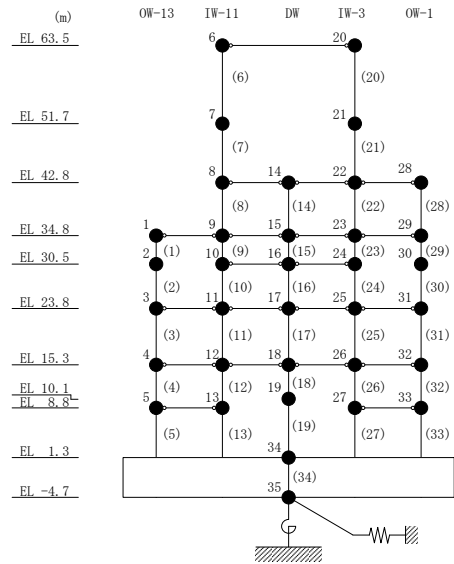 (m) OW-13 IW-11 DW IW-3 OW-1
EL 63.5 6 20
(6) (20)
EL 51.7 7 21
(7) (21)
EL 42.8 8 14 22 28
(8) (14) (22) (28)
EL 34.8 1 9 15 23 29
(1) (9) (15) (23) (29)
EL 30.5 2 10 16 24 30
(2) (10) (16) (24) (30)
EL 23.8 3 11 17 25 31
(3) (11) (17) (25) (31)
EL 15.3 4 12 18 26 32
(4) (12) (18) (26) (32)
EL 10.1 19
EL 8.8 5 13 27 33
(5) (13) (19) (27) (33)
EL 1.3 34
(34)
EL -4.7 35